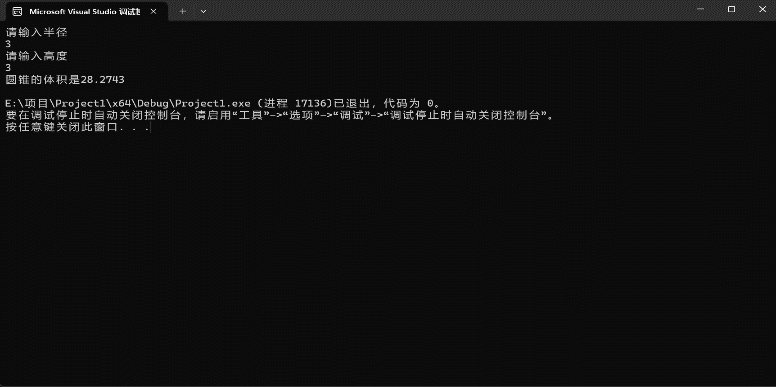 Microsoft Visual Studio 调试
请输入半径
3
请输入高度
3
圆锥的体积是28.2743
E:\项目\Project1\x64\Debug\Project1.exe (进程 17136)已退出，代码为 0。
要在调试停止时自动关闭控制台，请启用“工具”->“选项”->“调试”->“调试停止时自动关闭控制台”。
按任意键关闭此窗口. . .